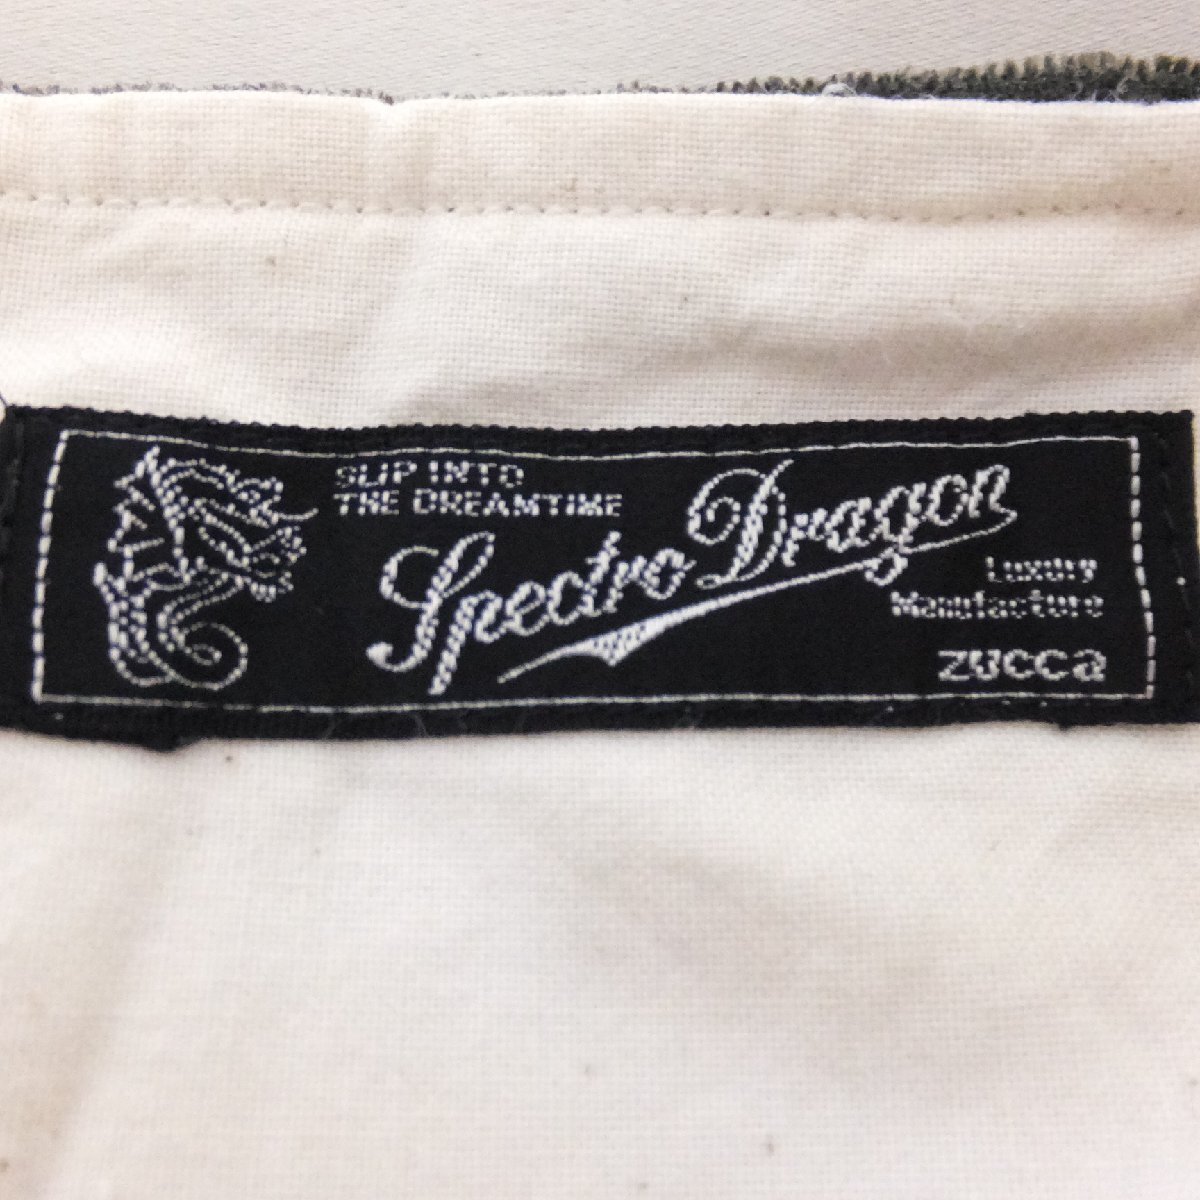 SLIP INTO
THE DREAMTIME
Spectro Dragon
Luxury
Manufacture
zucca